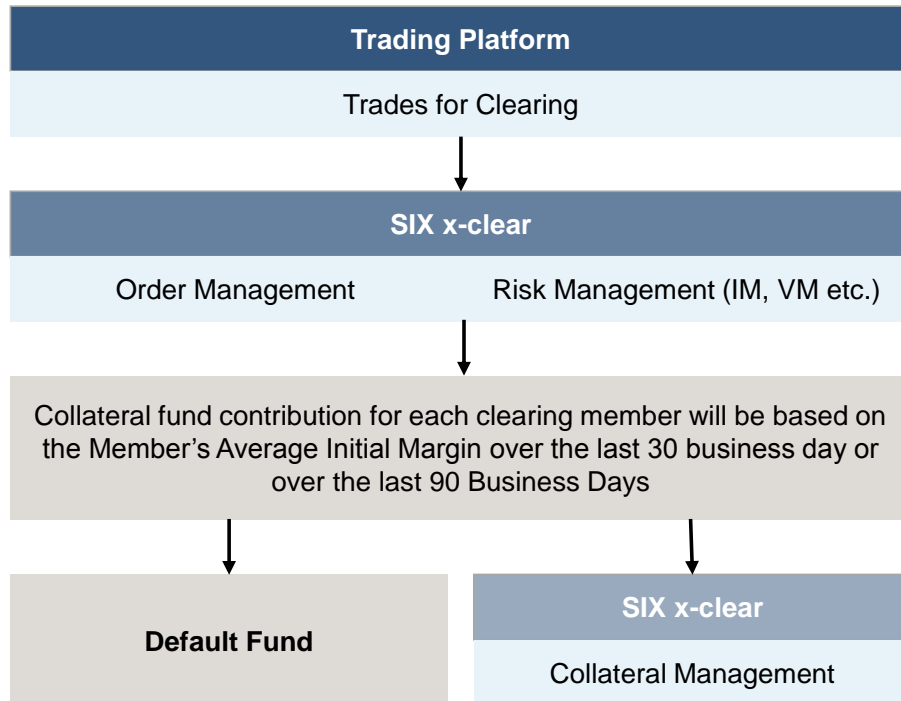 Trading Platform
Trades for Clearing
SIX x-clear
Order Management
Risk Management (IM, VM etc.)
Collateral fund contribution for each clearing member will be based on
the Member's Average Initial Margin over the last 30 business day or
over the last 90 Business Days
Default Fund
SIX x-clear
Collateral Management